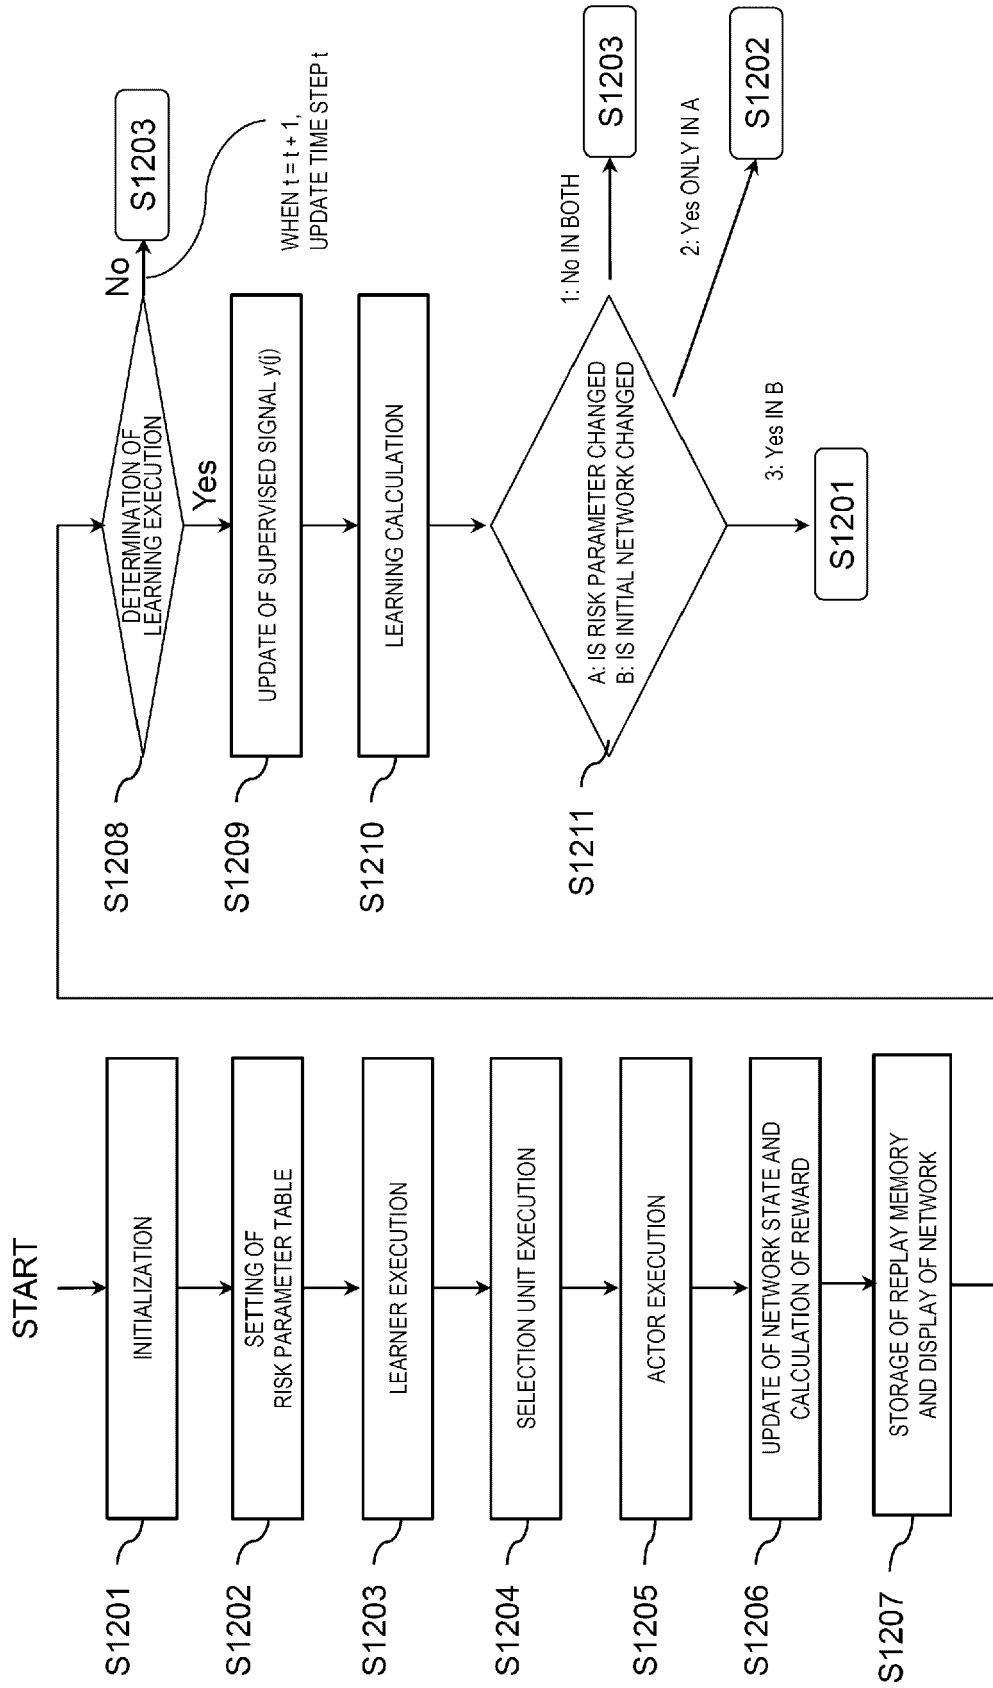 START
S1201
INITIALIZATION
S1202
SETTING OF
RISK PARAMETER TABLE
S1203
LEARNER EXECUTION
S1204
SELECTION UNIT EXECUTION
S1205
ACTOR EXECUTION
S1206
UPDATE OF NETWORK STATE AND
CALCULATION OF REWARD
S1207
STORAGE OF REPLAY MEMORY
AND DISPLAY OF NETWORK
S1208
DETERMINATION OF
LEARNING EXECUTION
No
S1203
WHEN t = t + 1,
UPDATE TIME STEP t
Yes
S1209
UPDATE OF SUPERVISED SIGNAL y(j)
S1210
LEARNING CALCULATION
S1211
A: IS RISK PARAMETER CHANGED
B: IS INITIAL NETWORK CHANGED
1: No IN BOTH
S1203
2: Yes ONLY IN A
S1202
3: Yes IN B
S1201